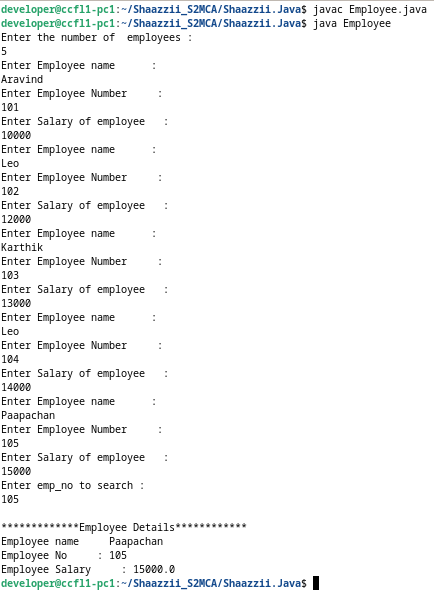 developer@ccfl1-pc1:~/Shaazzii_S2MCA/Shaazzii.Java$ javac Employee.java
developer@ccfl1-pc1:~/Shaazzii_S2MCA/Shaazzii.Java$ java Employee
Enter the number of  employees :
5
Enter Employee name      :
Aravind
Enter Employee Number     :
101
Enter Salary of employee   :
10000
Enter Employee name      :
Leo
Enter Employee Number     :
102
Enter Salary of employee   :
12000
Enter Employee name      :
Karthik
Enter Employee Number     :
103
Enter Salary of employee   :
13000
Enter Employee name      :
Leo
Enter Employee Number     :
104
Enter Salary of employee   :
14000
Enter Employee name      :
Paapachan
Enter Employee Number     :
105
Enter Salary of employee   :
15000
Enter emp_no to search :
105
*************Employee Details************
Employee name     Paapachan
Employee No     : 105
Employee Salary     : 15000.0
developer@ccfl1-pc1:~/Shaazzii_S2MCA/Shaazzii.Java$